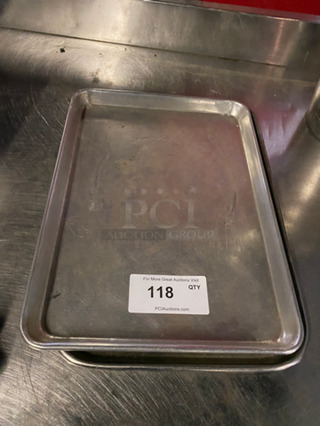 PCI
AUCTION GROUP
For More Great Auctions Visit
118 QTY
PCIAuctions.com